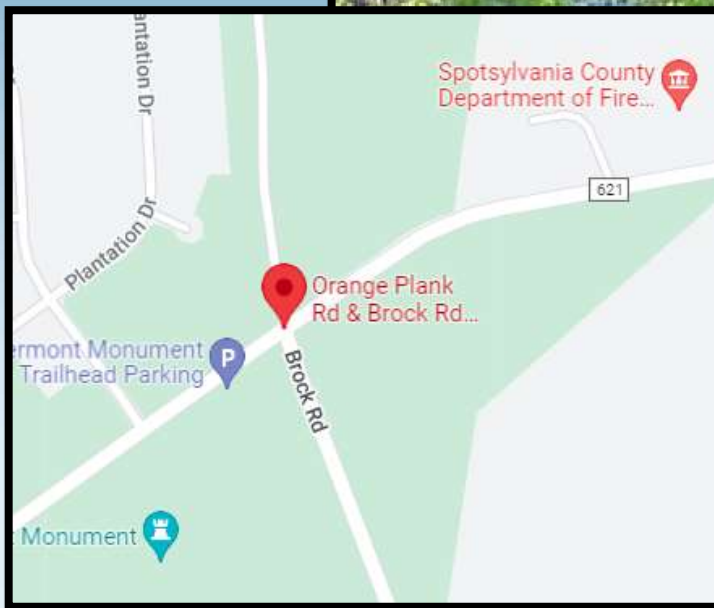 antation Dr
Spotsylvania County
Department of Fire...
621
Plantation Dr
Orange Plank
Rd & Brock Rd...
ermont Monument
Trailhead Parking
P
Brock Rd
Monument